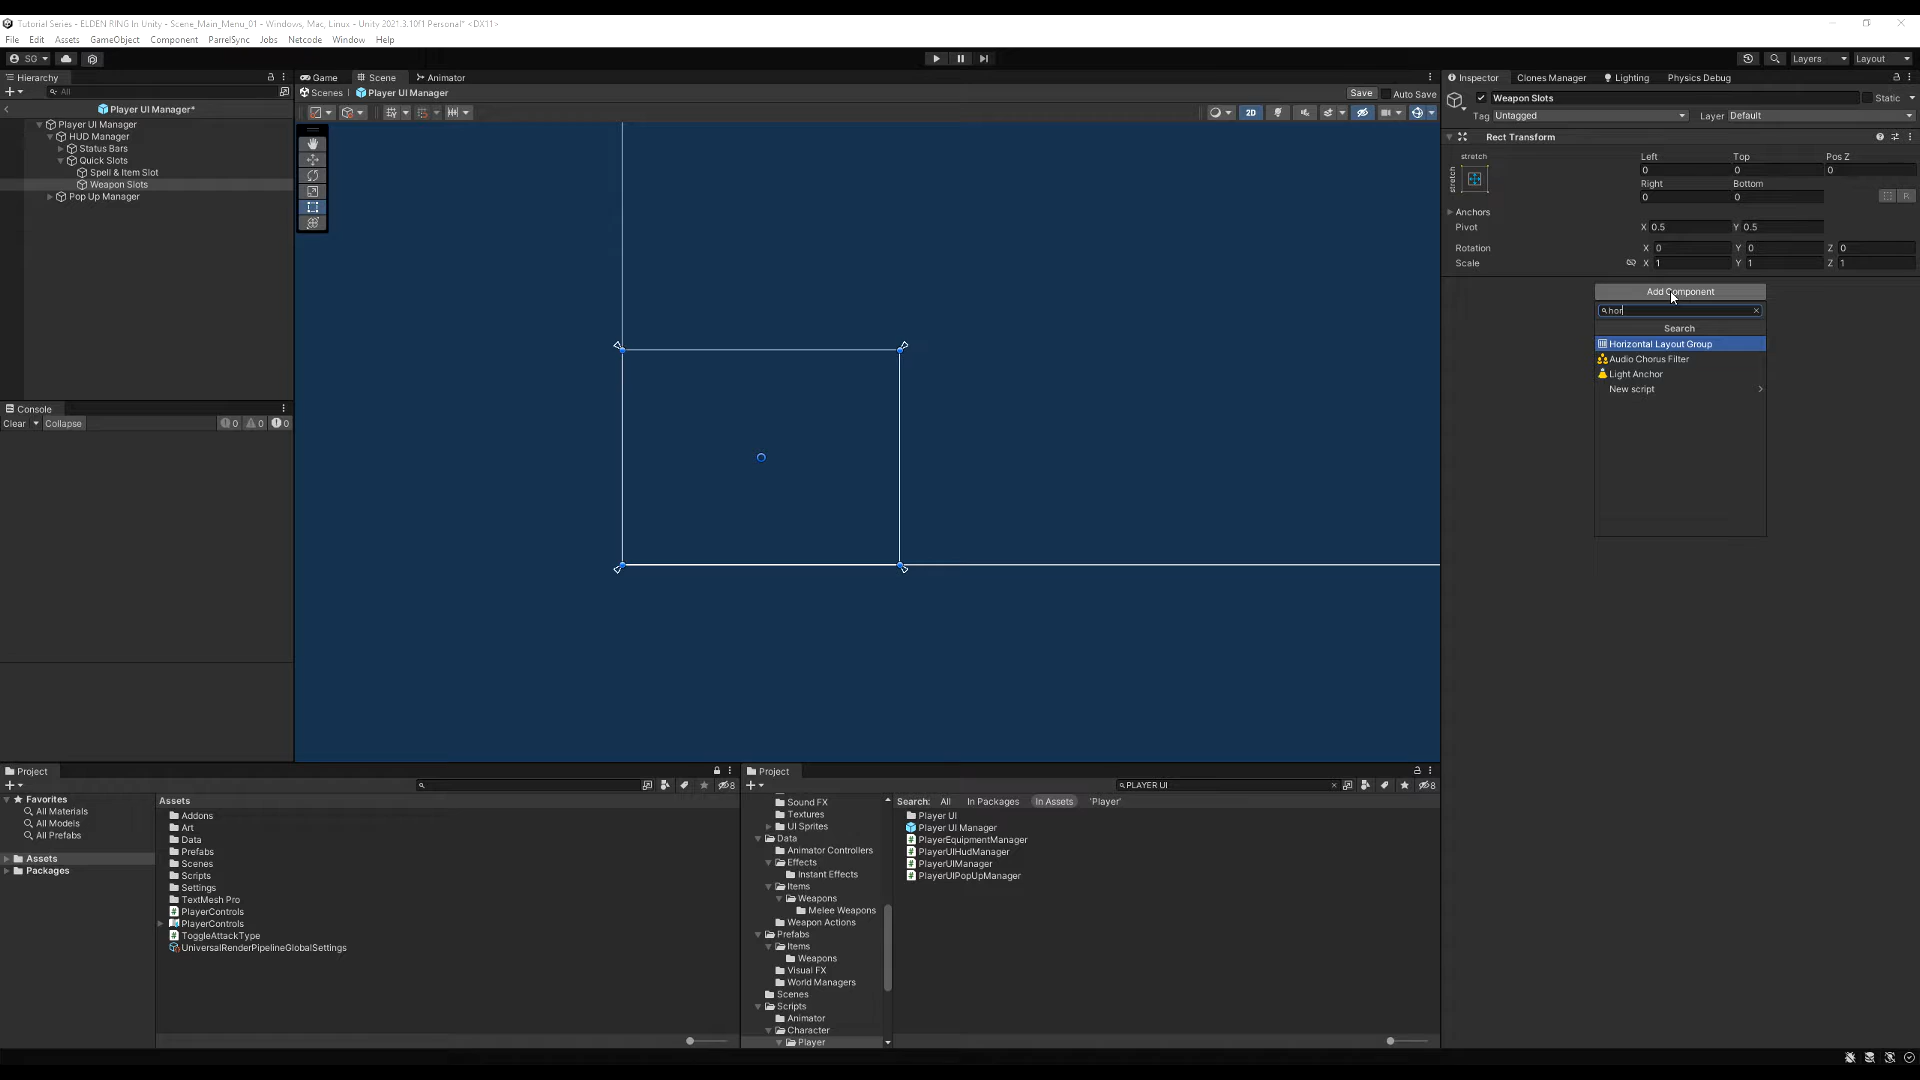 Tutorial Series - ELDEN RING In Unity - Scene_Main_Menu_01 - Windows, Mac, Linux - Unity 2021.3.10f1 Personal* <DX11>
File Edit Assets GameObject Component ParrelSync Jobs Netcode Window Help
SG Layers Layout
Hierarchy
All
Player UI Manager*
Player UI Manager
HUD Manager
Status Bars
Quick Slots
Spell & Item Slot
Weapon Slots
Pop Up Manager
Console
Clear Collapse 0 0 0
Game Scene Animator
Scenes Player UI Manager Save Auto Save
2D
Inspector Clones Manager Lighting Physics Debug
Weapon Slots Static
Tag Untagged Layer Default
Rect Transform
stretch
stretch
Left Top Pos Z
0 0 0
Right Bottom
0 0 R
Anchors
Pivot X 0.5 Y 0.5
Rotation X 0 Y 0 Z 0
Scale X 1 Y 1 Z 1
Add Component
hor
Search
Horizontal Layout Group
Audio Chorus Filter
Light Anchor
New script
Project
8
Favorites
All Materials
All Models
All Prefabs
Assets
Packages
Assets
Addons
Art
Data
Prefabs
Scenes
Scripts
Settings
TextMesh Pro
PlayerControls
PlayerControls
ToggleAttackType
UniversalRenderPipelineGlobalSettings
Project
PLAYER UI 8
Sound FX
Textures
UI Sprites
Data
Animator Controllers
Effects
Instant Effects
Items
Weapons
Melee Weapons
Weapon Actions
Prefabs
Items
Weapons
Visual FX
World Managers
Scenes
Scripts
Animator
Character
Player
Search: All In Packages In Assets 'Player'
Player UI
Player UI Manager
PlayerEquipmentManager
PlayerUIHudManager
PlayerUIManager
PlayerUIPopUpManager